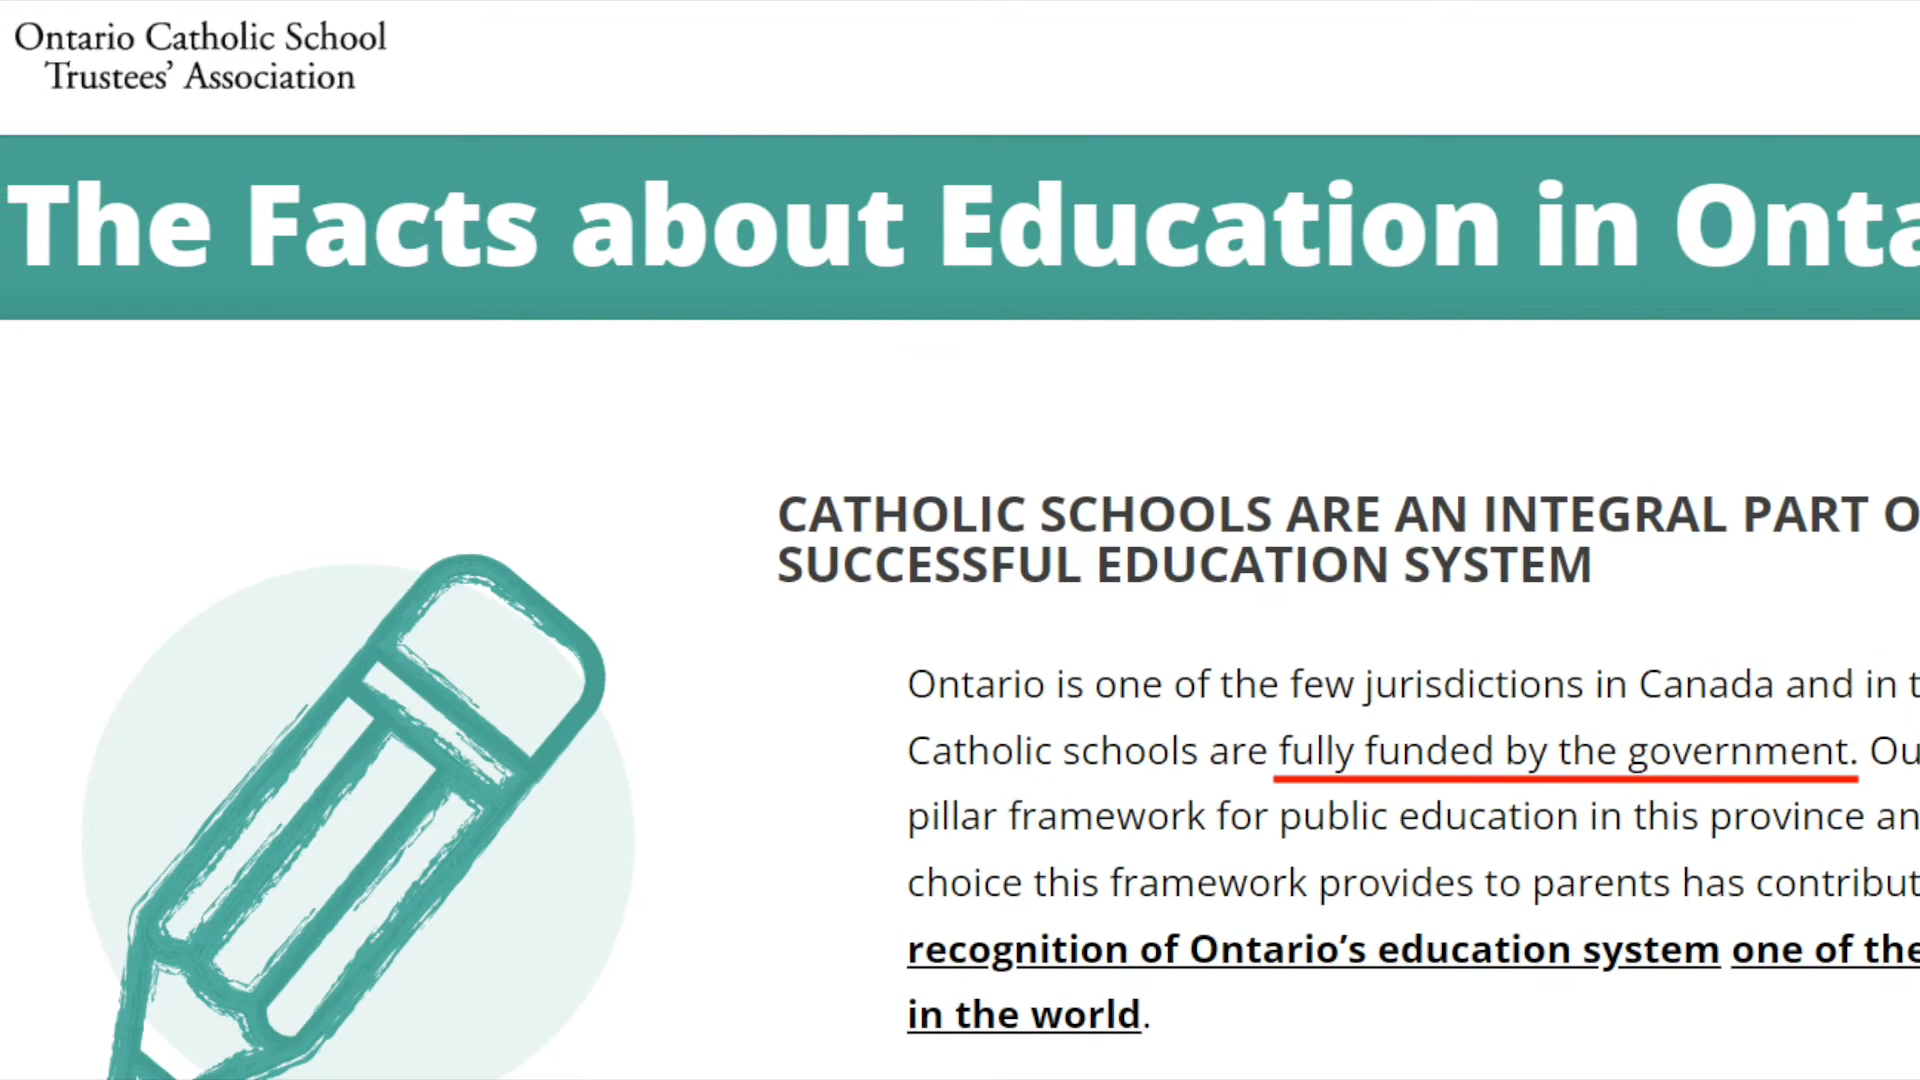 Ontario Catholic School
Trustees’ Association
The Facts about Education in Onta
CATHOLIC SCHOOLS ARE AN INTEGRAL PART O
SUCCESSFUL EDUCATION SYSTEM
Ontario is one of the few jurisdictions in Canada and in t
Catholic schools are fully funded by the government. Ou
pillar framework for public education in this province an
choice this framework provides to parents has contribut
recognition of Ontario’s education system one of the
in the world.